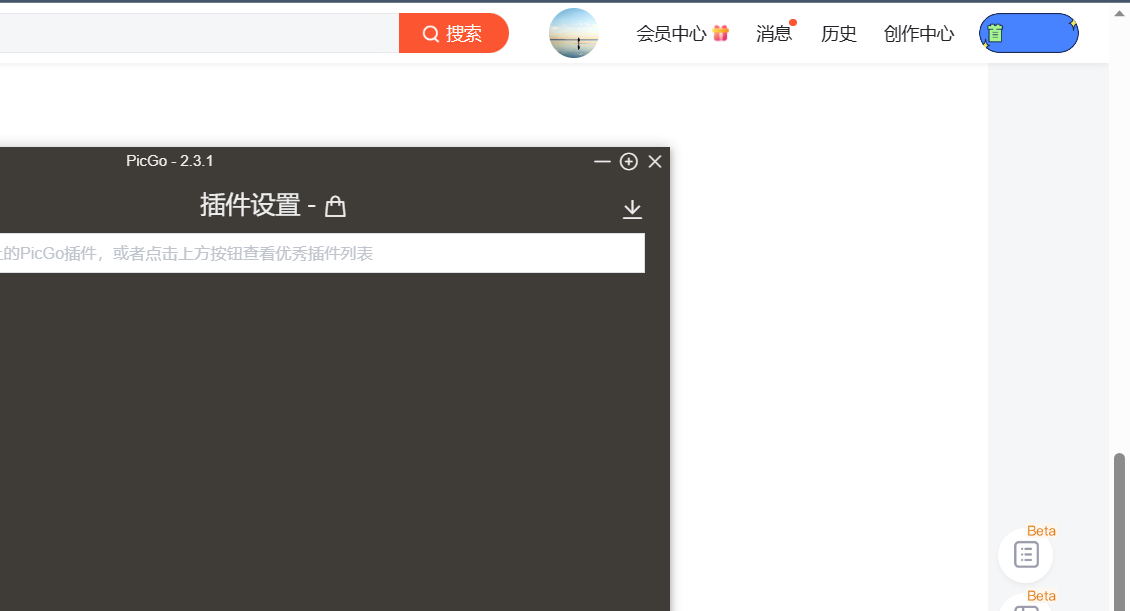 搜索
会员中心
消息
历史
创作中心
PicGo - 2.3.1
插件设置 -
的PicGo插件，或者点击上方按钮查看优秀插件列表
Beta
Beta